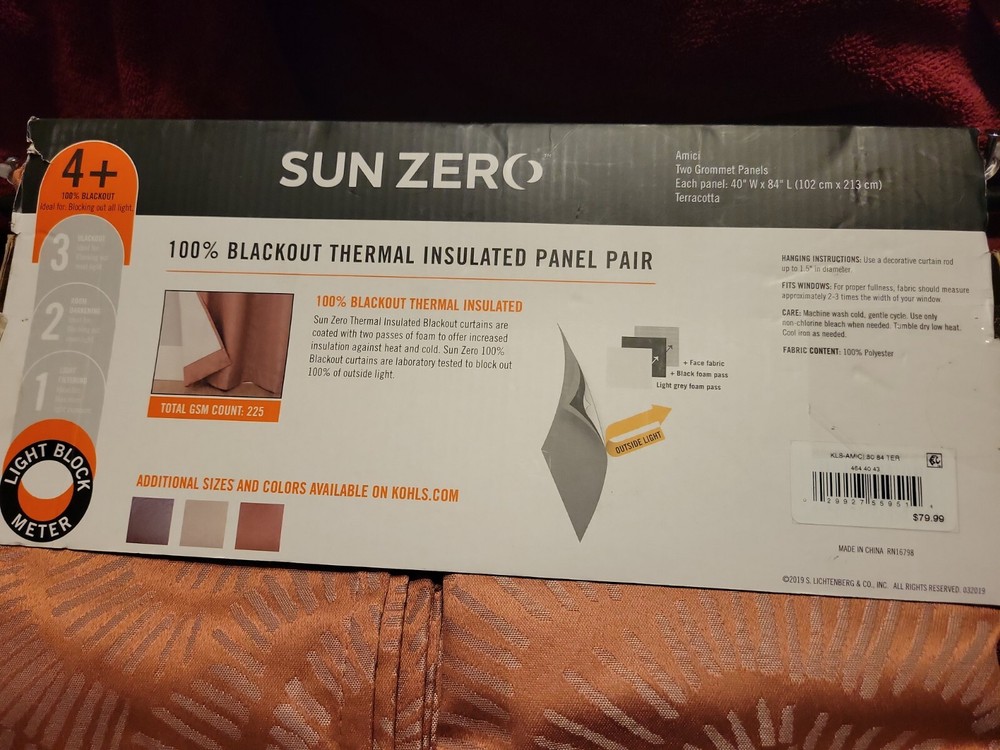 SUN ZERO
Amici
Two Grommet Panels
Each panel: 40" W x 84" L (102 cm x 213 cm)
Terracotta
4+
100% BLACKOUT
Ideal for: Blocking out all light.
3
2
1
LIGHT BLOCK
METER
100% BLACKOUT THERMAL INSULATED PANEL PAIR
100% BLACKOUT THERMAL INSULATED
Sun Zero Thermal Insulated Blackout curtains are
coated with two passes of foam to offer increased
insulation against heat and cold. Sun Zero 100%
Blackout curtains are laboratory tested to block out
100% of outside light.
TOTAL GSM COUNT: 225
+ Face fabric
+ Black foam pass
Light grey foam pass
OUTSIDE LIGHT
ADDITIONAL SIZES AND COLORS AVAILABLE ON KOHLS.COM
HANGING INSTRUCTIONS: Use a decorative curtain rod
up to 1.5" in diameter.
FITS WINDOWS: For proper fullness, fabric should measure
approximately 2-3 times the width of your window.
CARE: Machine wash cold, gentle cycle. Use only
non-chlorine bleach when needed. Tumble dry low heat.
Cool iron as needed.
FABRIC CONTENT: 100% Polyester
464 40 43
0 29927 55951 4
$79.99
MADE IN CHINA RN16798
©2019 S. LICHTENBERG & CO., INC. ALL RIGHTS RESERVED. 032019